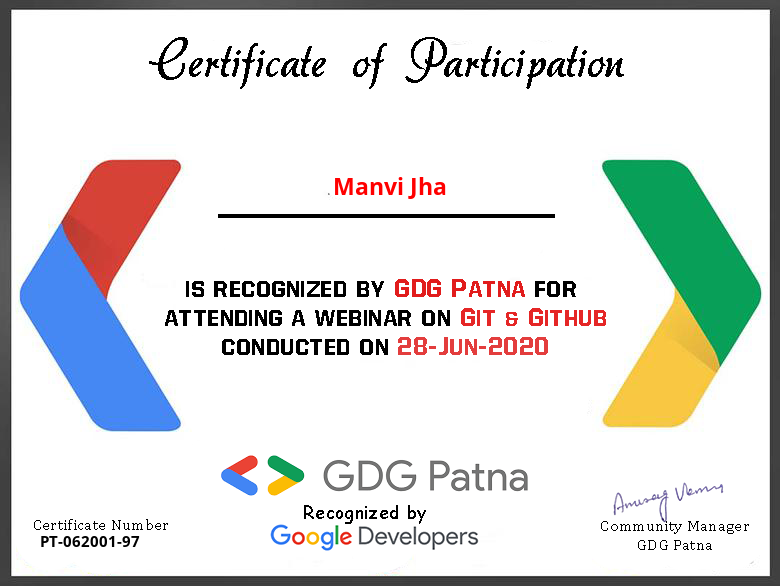 Certificate of Participation
Manvi Jha
IS RECOGNIZED BY GDG PATNA FOR
ATTENDING A WEBINAR ON GIT & GITHUB
CONDUCTED ON 28-JUN-2020
GDG Patna
Recognized by
Google Developers
Certificate Number
PT-062001-97
Community Manager
GDG Patna